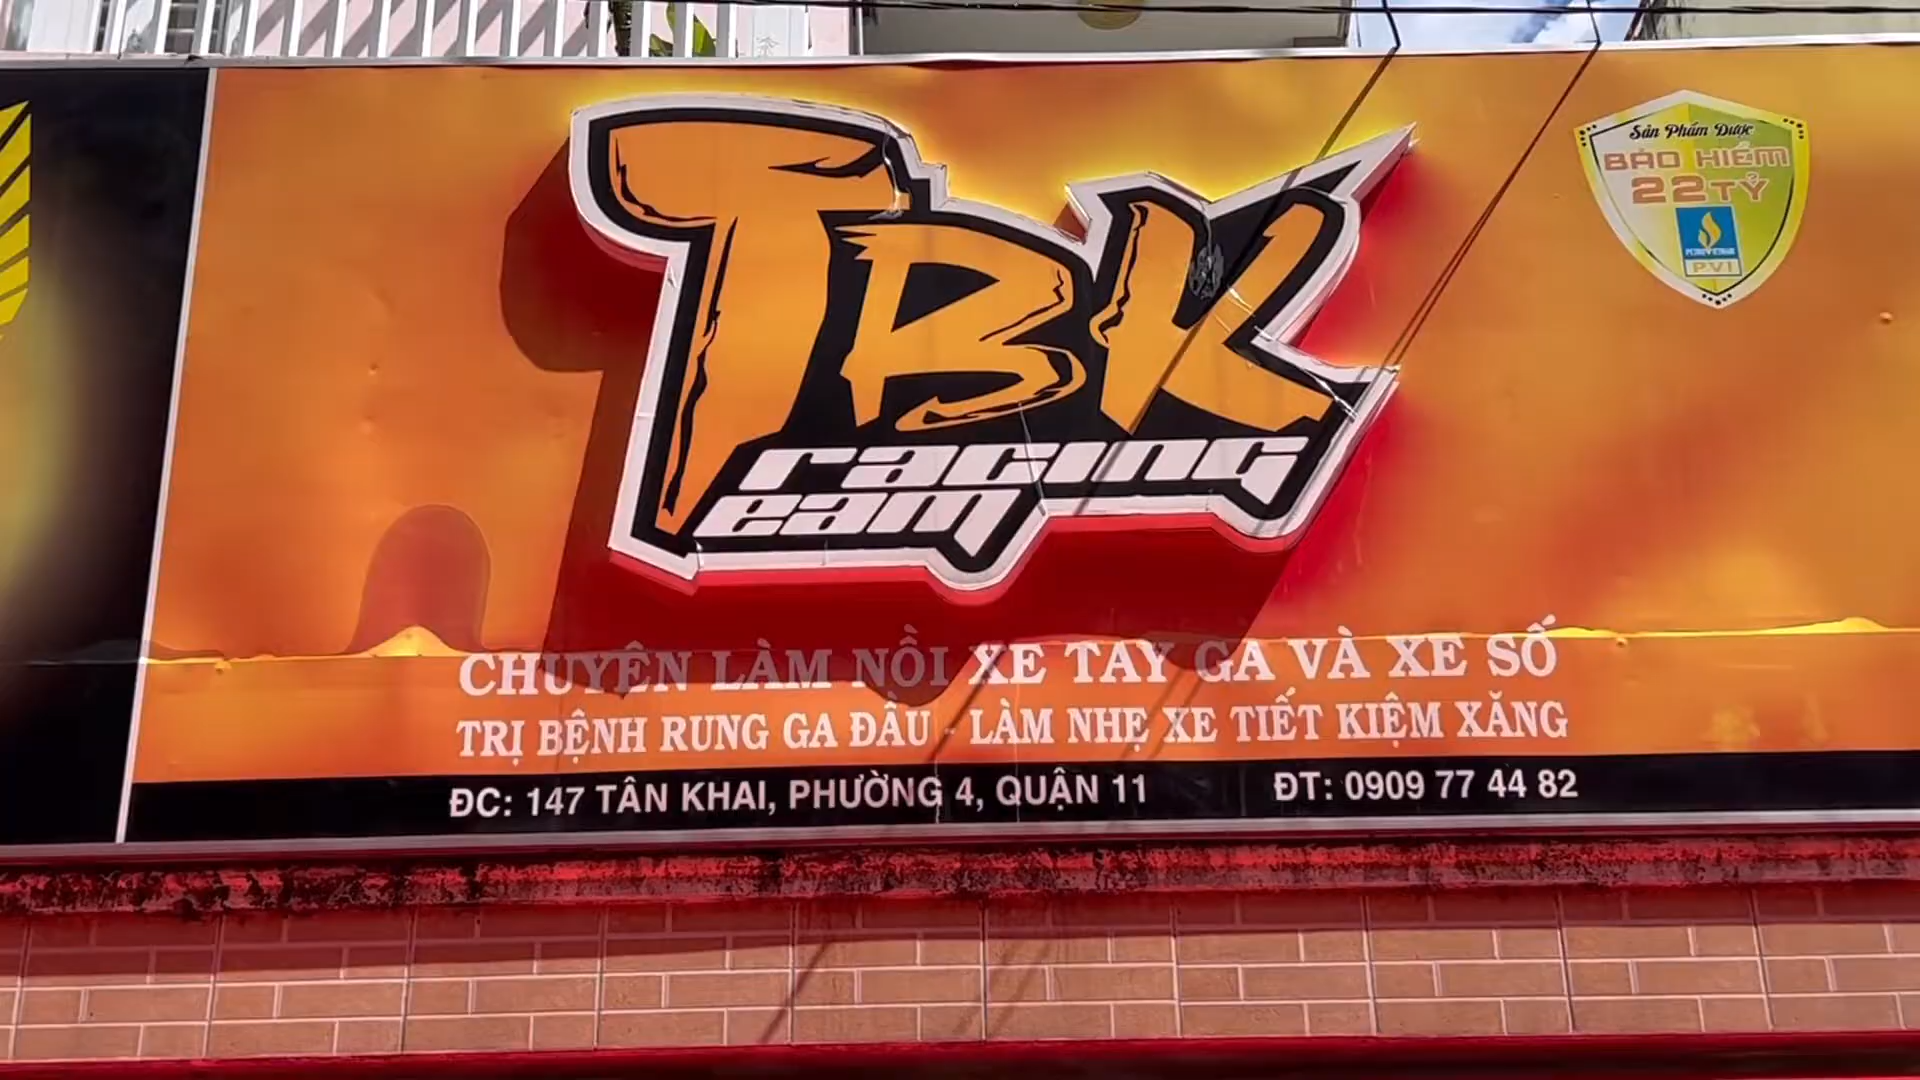 TBK
racing
eam
Sản Phẩm Được
BẢO HIỂM
22 TỶ
PETROVIETNAM
PVI
CHUYÊN LÀM NỒI XE TAY GA VÀ XE SỐ
TRỊ BỆNH RUNG GA ĐẦU - LÀM NHẸ XE TIẾT KIỆM XĂNG
ĐC: 147 TÂN KHAI, PHƯỜNG 4, QUẬN 11 ĐT: 0909 77 44 82